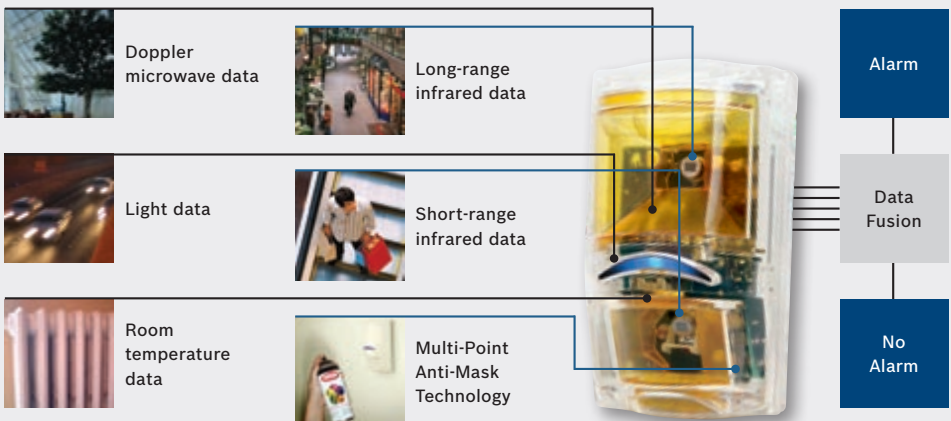 Doppler
microwave data
Long-range
infrared data
Alarm
Light data
Short-range
infrared data
Data
Fusion
Room
temperature
data
Multi-Point
Anti-Mask
Technology
No
Alarm